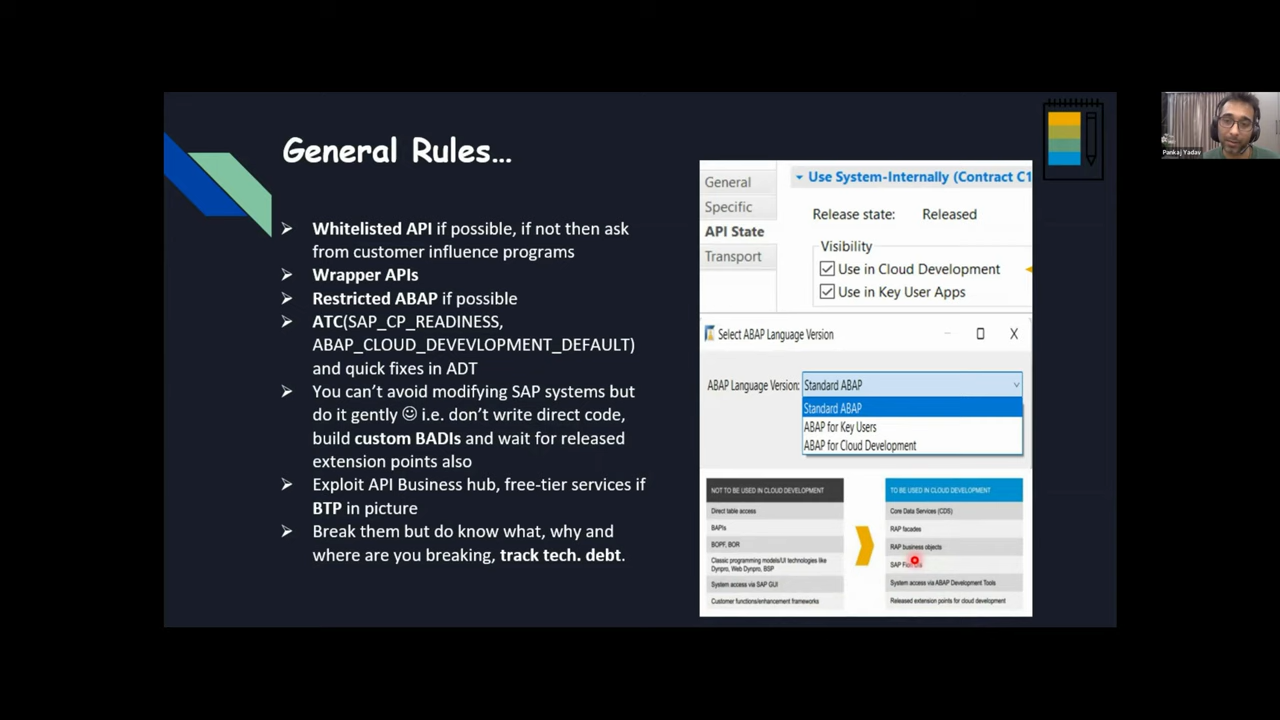 General Rules...
Whitelisted API if possible, if not then ask
from customer influence programs
Wrapper APIs
Restricted ABAP if possible
ATC(SAP_CP_READINESS,
ABAP_CLOUD_DEVEVLOPMENT_DEFAULT)
and quick fixes in ADT
You can't avoid modifying SAP systems but
do it gently ☺ i.e. don't write direct code,
build custom BADIs and wait for released
extension points also
Exploit API Business hub, free-tier services if
BTP in picture
Break them but do know what, why and
where are you breaking, track tech. debt.
General
Specific
API State
Transport
Use System-Internally (Contract C1
Release state: Released
Visibility
Use in Cloud Development
Use in Key User Apps
Select ABAP Language Version
ABAP Language Version: Standard ABAP
Standard ABAP
ABAP for Key Users
ABAP for Cloud Development
NOT TO BE USED IN CLOUD DEVELOPMENT
Direct table access
BAPIs
BOPF, BOR
Classic programming models/UI technologies like
Dynpro, Web Dynpro, BSP
System access via SAP GUI
Customer functions/enhancement frameworks
TO BE USED IN CLOUD DEVELOPMENT
Core Data Services (CDS)
RAP facades
RAP business objects
SAP
System access via ABAP Development Tools
Released extension points for cloud development
Pankaj Yadav